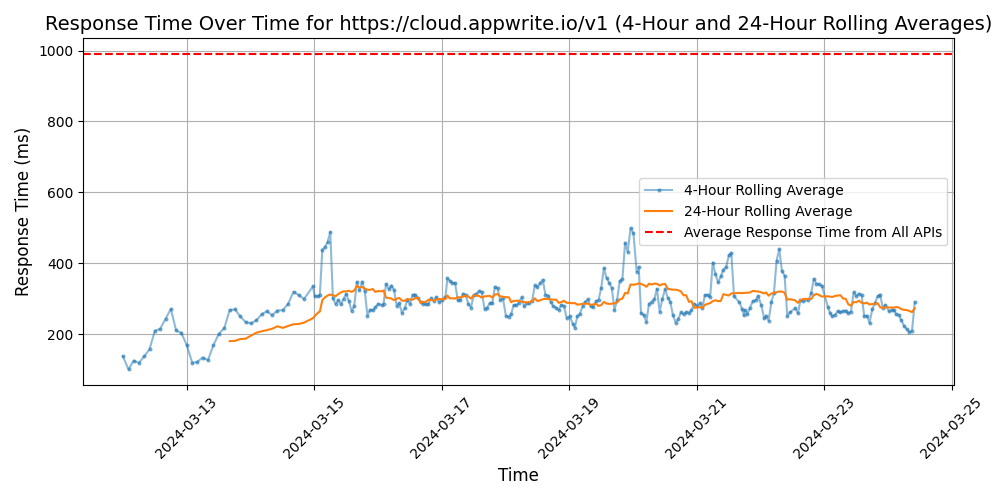 Response Time Over Time for https://cloud.appwrite.io/v1 (4-Hour and 24-Hour Rolling Averages)
Response Time (ms)
1000
800
600
400
200
4-Hour Rolling Average
24-Hour Rolling Average
Average Response Time from All APIs
2024-03-13
2024-03-15
2024-03-17
2024-03-19
2024-03-21
2024-03-23
2024-03-25
Time